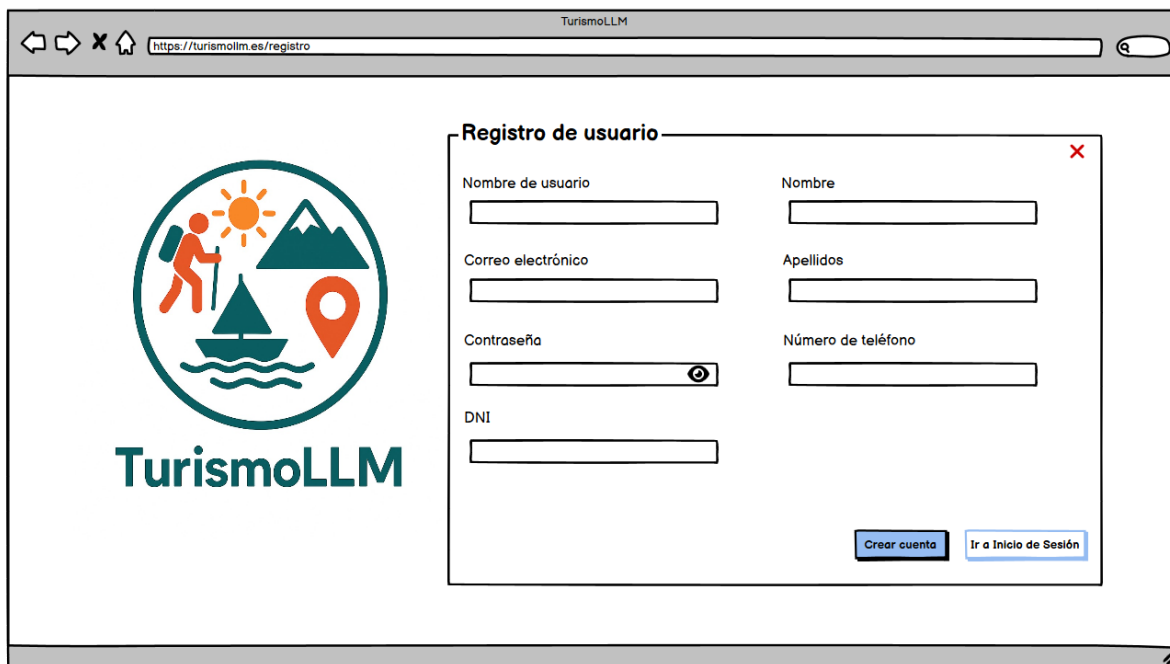 TurismoLLM
https://turismollm.es/registro
Registro de usuario
Nombre de usuario
Nombre
Correo electrónico
Apellidos
Contraseña
Número de teléfono
DNI
TurismoLLM
Crear cuenta
Ir a Inicio de Sesión